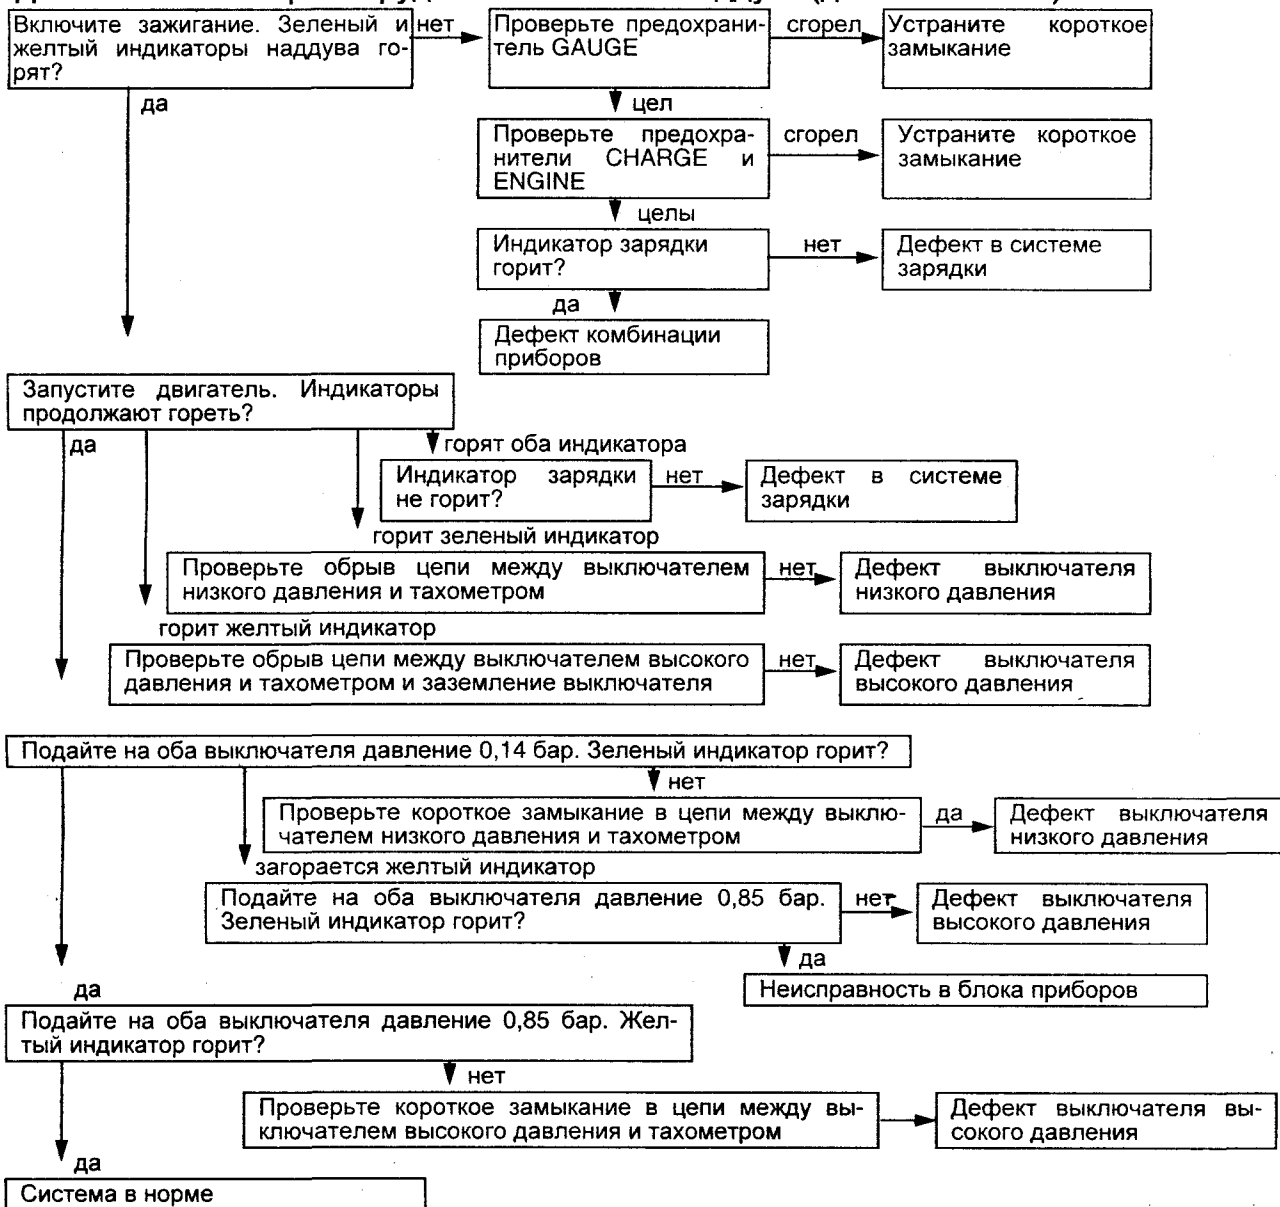 Включите зажигание. Зеленый и
желтый индикаторы наддува го-
рят?
нет
Проверьте предохрани-
тель GAUGE
сгорел
Устраните короткое
замыкание
да
цел
Проверьте предохра-
нители CHARGE и
ENGINE
сгорел
Устраните короткое
замыкание
целы
Индикатор зарядки
горит?
нет
Дефект в системе
зарядки
да
Дефект комбинации
приборов
Запустите двигатель. Индикаторы
продолжают гореть?
да
горят оба индикатора
Индикатор зарядки
не горит?
нет
Дефект в системе
зарядки
горит зеленый индикатор
Проверьте обрыв цепи между выключателем
низкого давления и тахометром
нет
Дефект выключателя
низкого давления
горит желтый индикатор
Проверьте обрыв цепи между выключателем высокого
давления и тахометром и заземление выключателя
нет
Дефект выключателя
высокого давления
Подайте на оба выключателя давление 0,14 бар. Зеленый индикатор горит?
нет
Проверьте короткое замыкание в цепи между выклю-
чателем низкого давления и тахометром
да
Дефект выключателя
низкого давления
загорается желтый индикатор
Подайте на оба выключателя давление 0,85 бар.
Зеленый индикатор горит?
нет
Дефект выключателя
высокого давления
да
Неисправность в блока приборов
да
Подайте на оба выключателя давление 0,85 бар. Жел-
тый индикатор горит?
нет
Проверьте короткое замыкание в цепи между вы-
ключателем высокого давления и тахометром
Дефект выключателя вы-
сокого давления
да
Система в норме